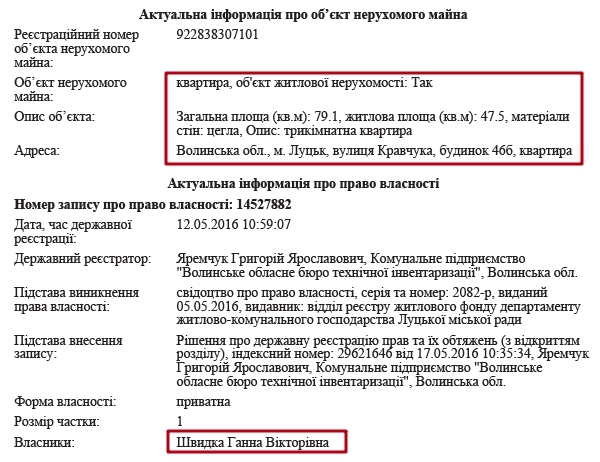 Актуальна інформація про об’єкт нерухомого майна
Реєстраційний номер об’єкта нерухомого майна: 922838307101
Об’єкт нерухомого майна: квартира, об'єкт житлової нерухомості: Так
Опис об’єкта: Загальна площа (кв.м): 79.1, житлова площа (кв.м): 47.5, матеріали
стін: цегла, Опис: трикімнатна квартира
Адреса: Волинська обл., м. Луцьк, вулиця Кравчука, будинок 46б, квартира
Актуальна інформація про право власності
Номер запису про право власності: 14527882
Дата, час державної реєстрації: 12.05.2016 10:59:07
Державний реєстратор: Яремчук Григорій Ярославович, Комунальне підприємство
"Волинське обласне бюро технічної інвентаризації", Волинська обл.
Підстава виникнення права власності: свідоцтво про право власності, серія та номер: 2082-р, виданий
05.05.2016, видавник: відділ реєстру житлового фонду департаменту
житлово-комунального господарства Луцької міської ради
Підстава внесення запису: Рішення про державну реєстрацію прав та їх обтяжень (з відкриттям
розділу), індексний номер: 29621646 від 17.05.2016 10:35:34, Яремчук
Григорій Ярославович, Комунальне підприємство "Волинське
обласне бюро технічної інвентаризації", Волинська обл.
Форма власності: приватна
Розмір частки: 1
Власники: Швидка Ганна Вікторівна